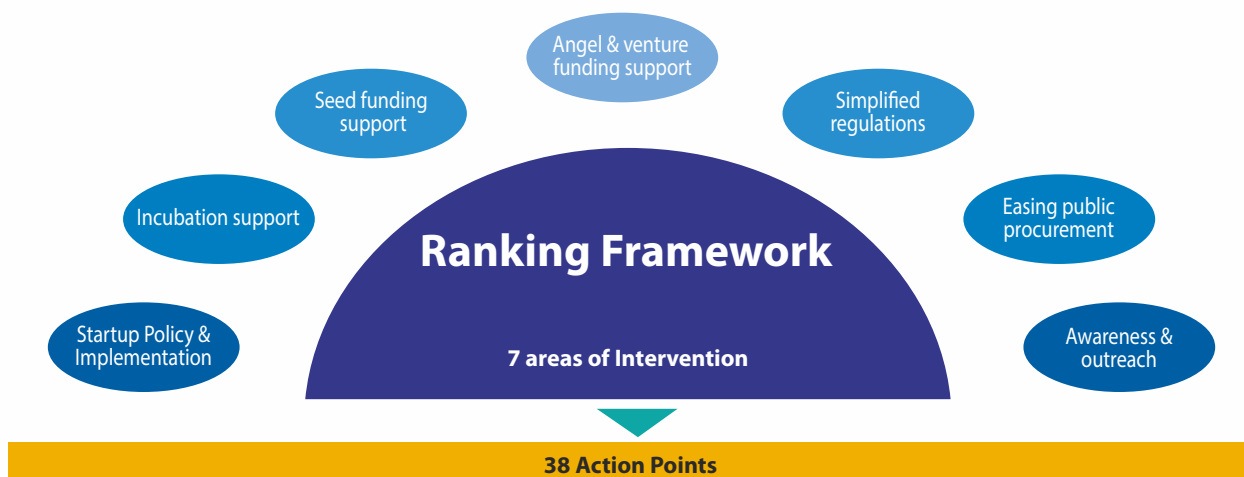 Angel & venture
funding support
Seed funding
support
Simplified
regulations
Incubation support
Easing public
procurement
Ranking Framework
Startup Policy &
Implementation
7 areas of Intervention
Awareness &
outreach
38 Action Points